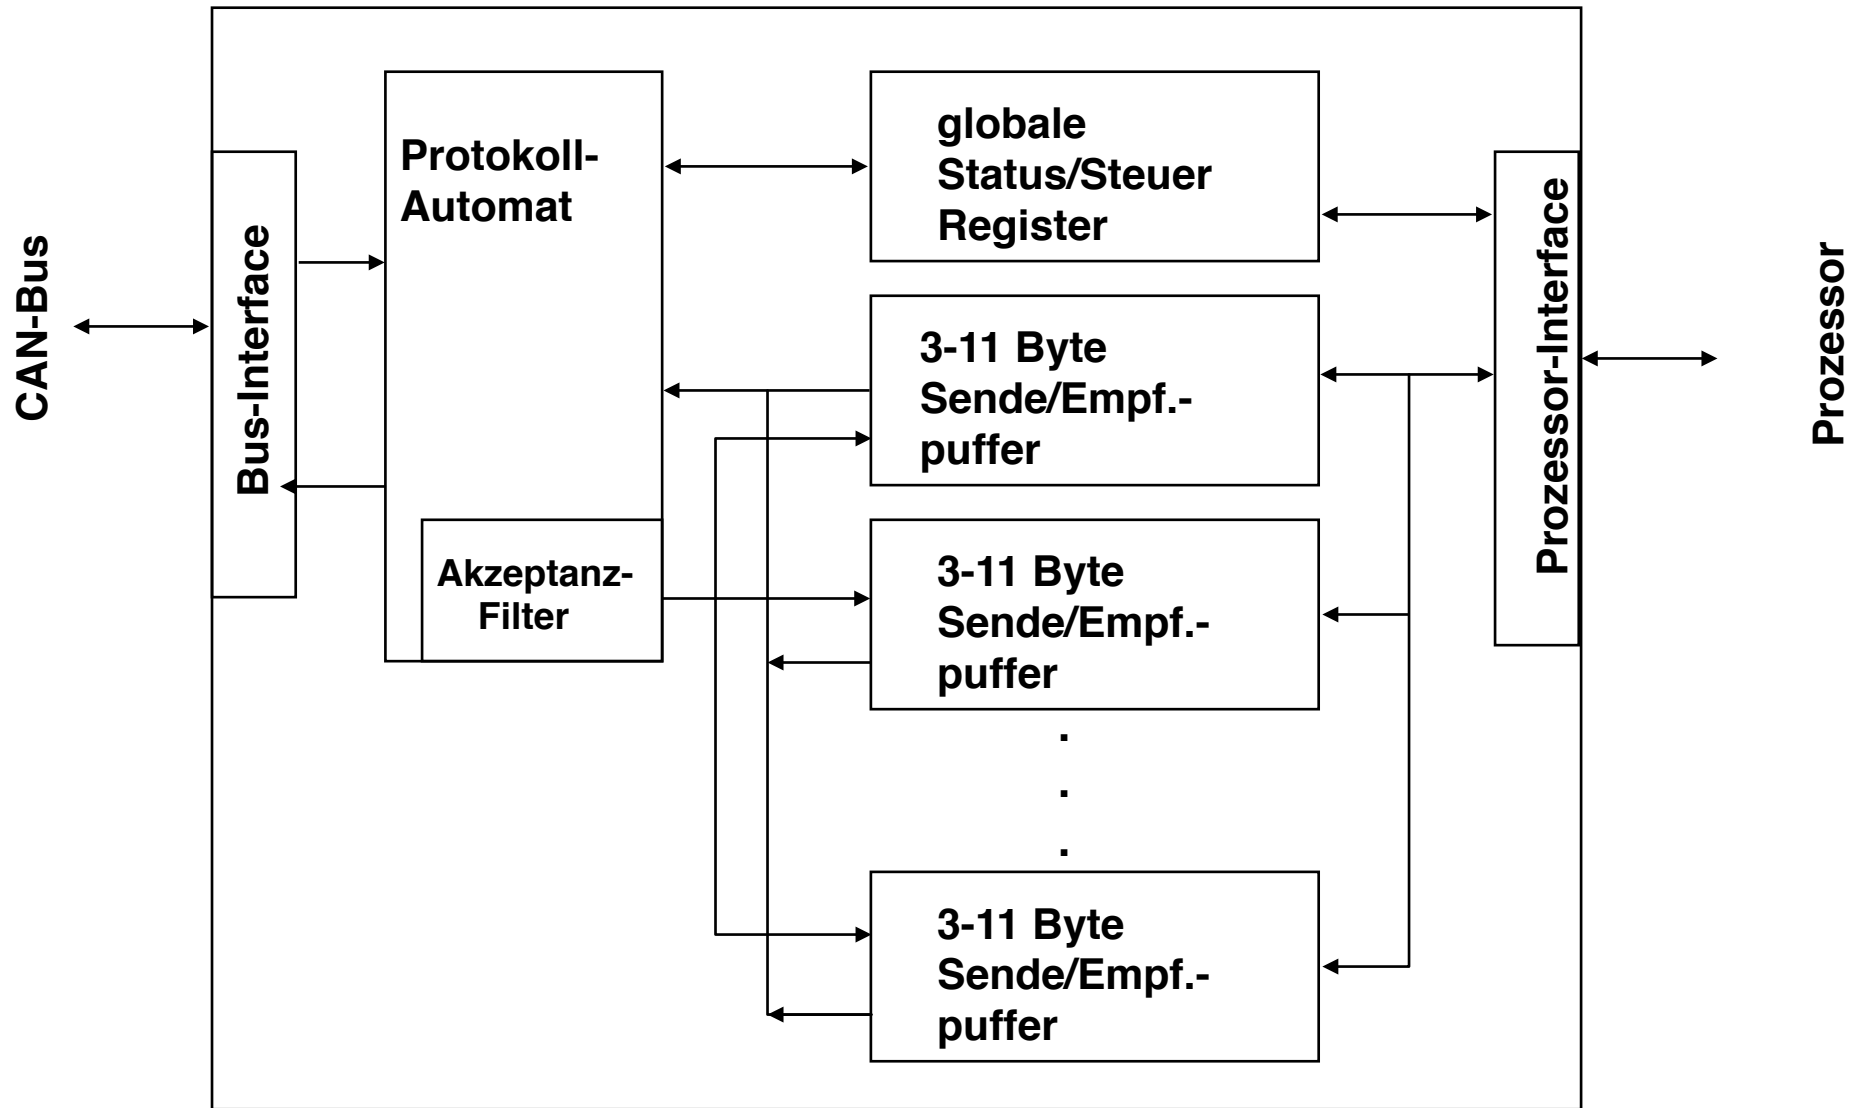 CAN-Bus
Bus-Interface
Protokoll-
Automat
Akzeptanz-
Filter
globale
Status/Steuer
Register
3-11 Byte
Sende/Empf.-
puffer
3-11 Byte
Sende/Empf.-
puffer
.
.
.
3-11 Byte
Sende/Empf.-
puffer
Prozessor-Interface
Prozessor